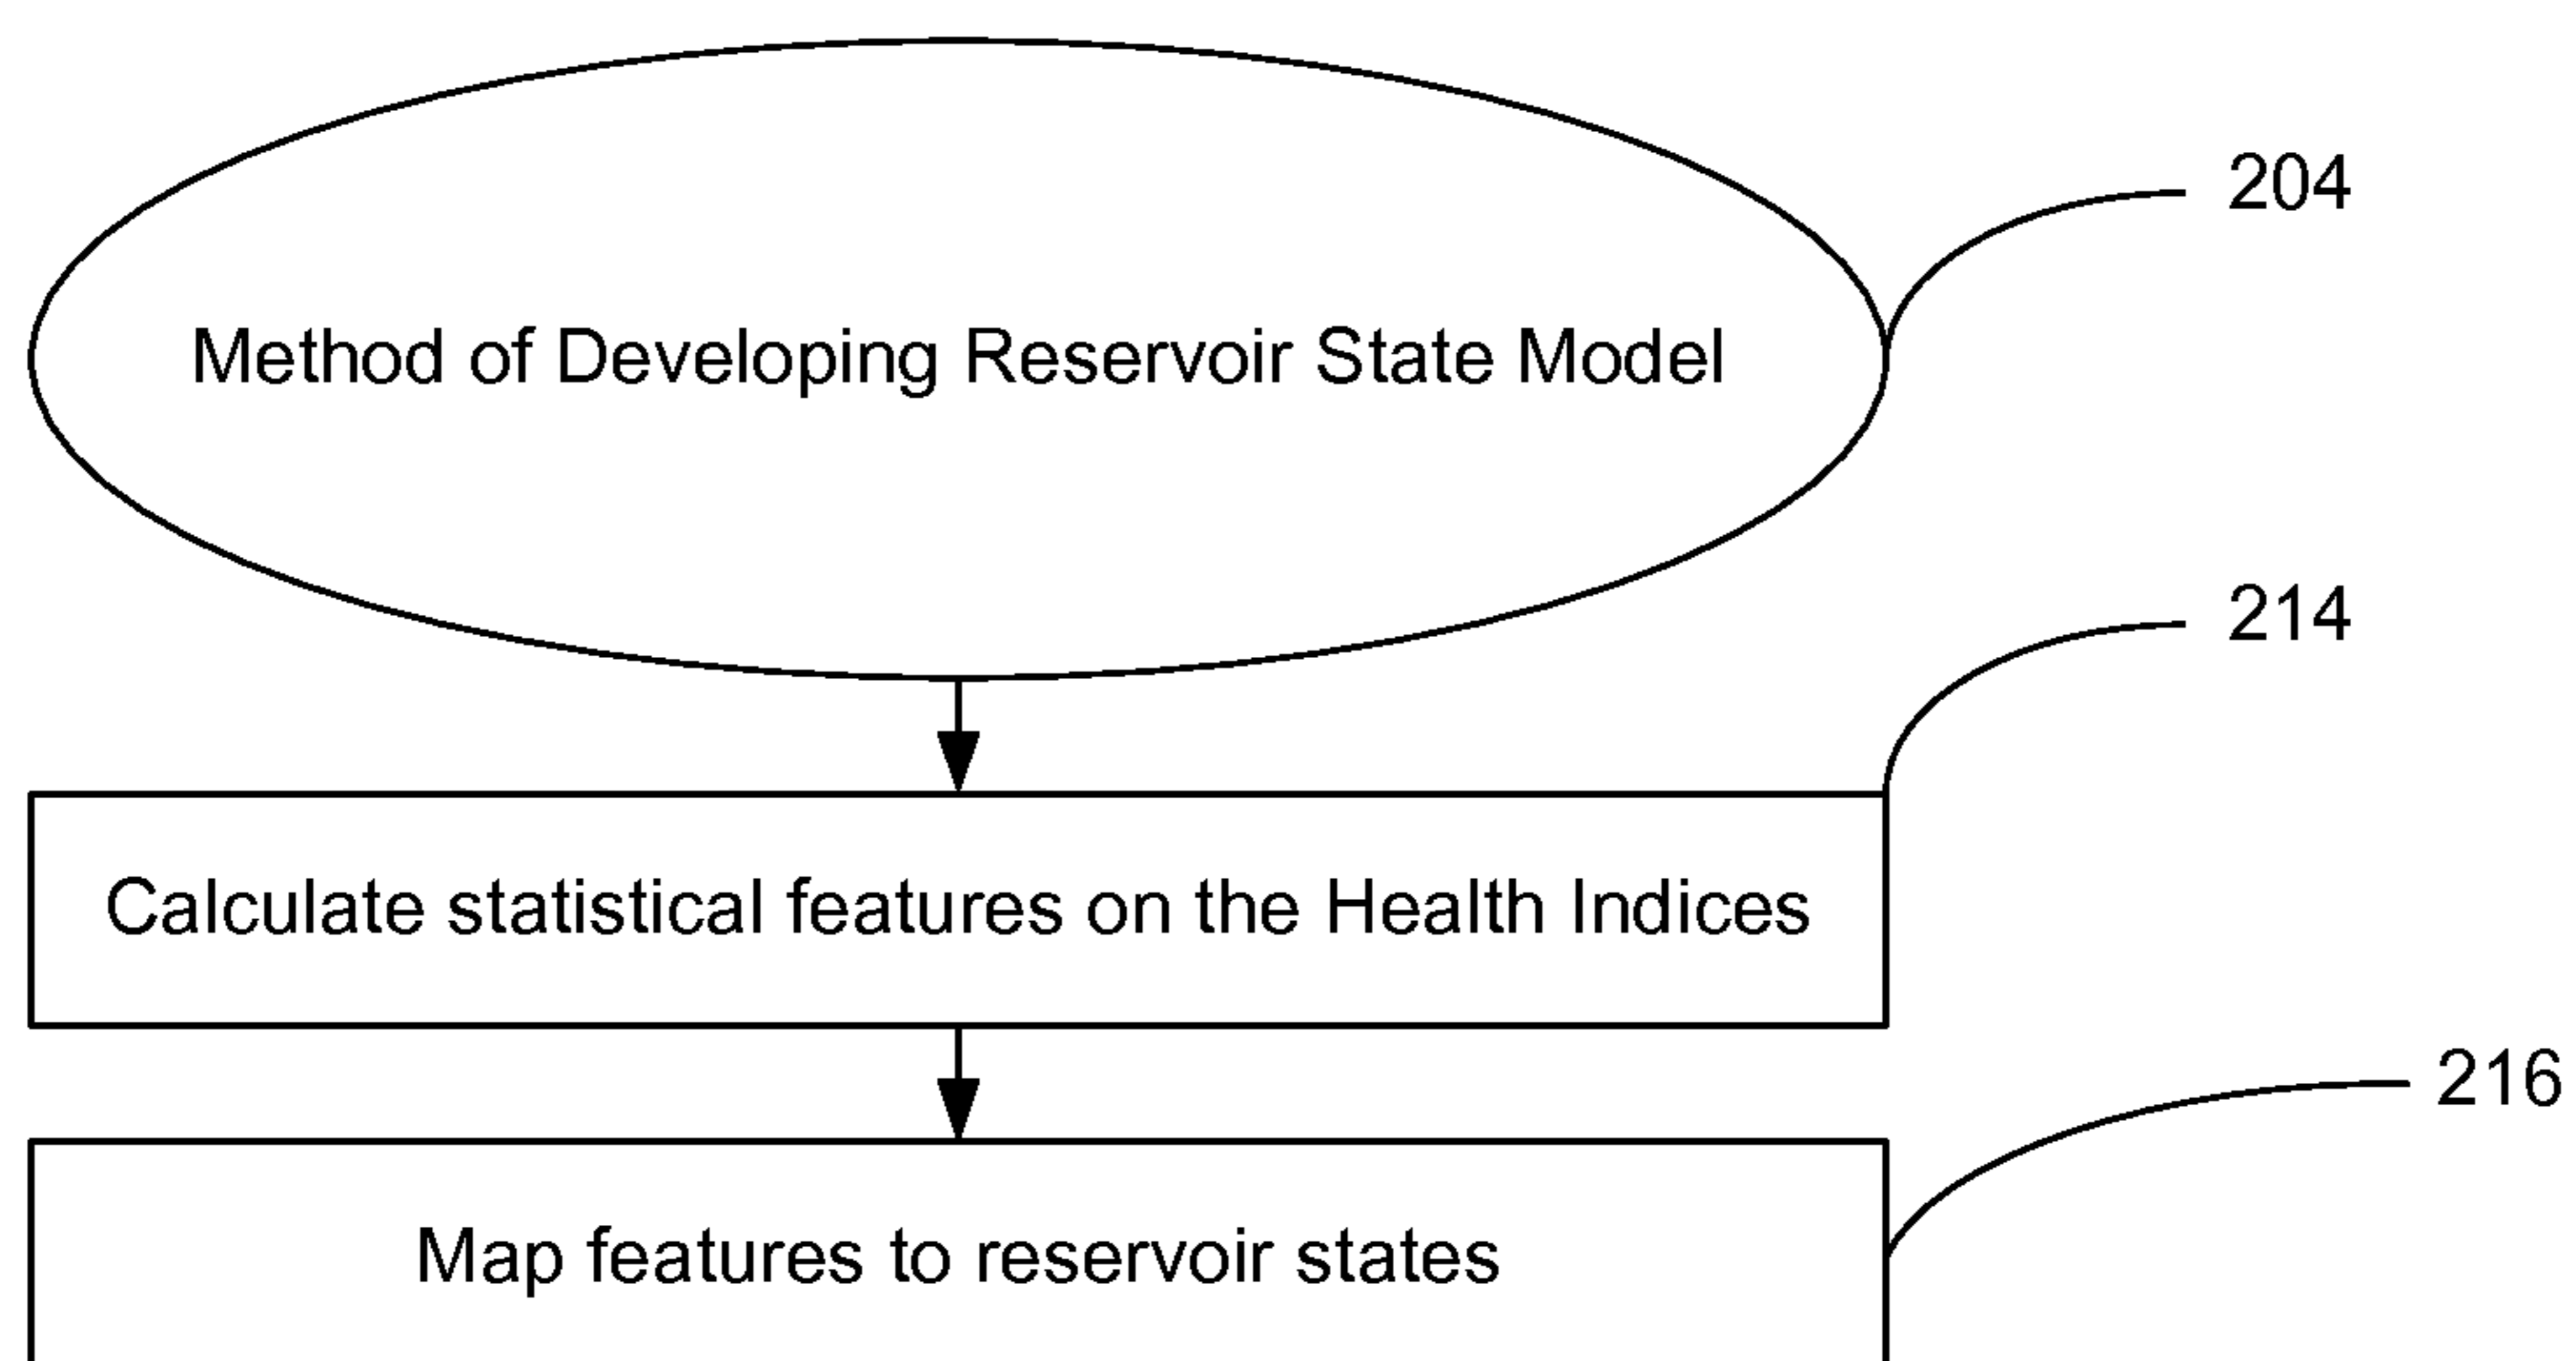 204
Method of Developing Reservoir State Model
214
Calculate statistical features on the Health Indices
216
Map features to reservoir states